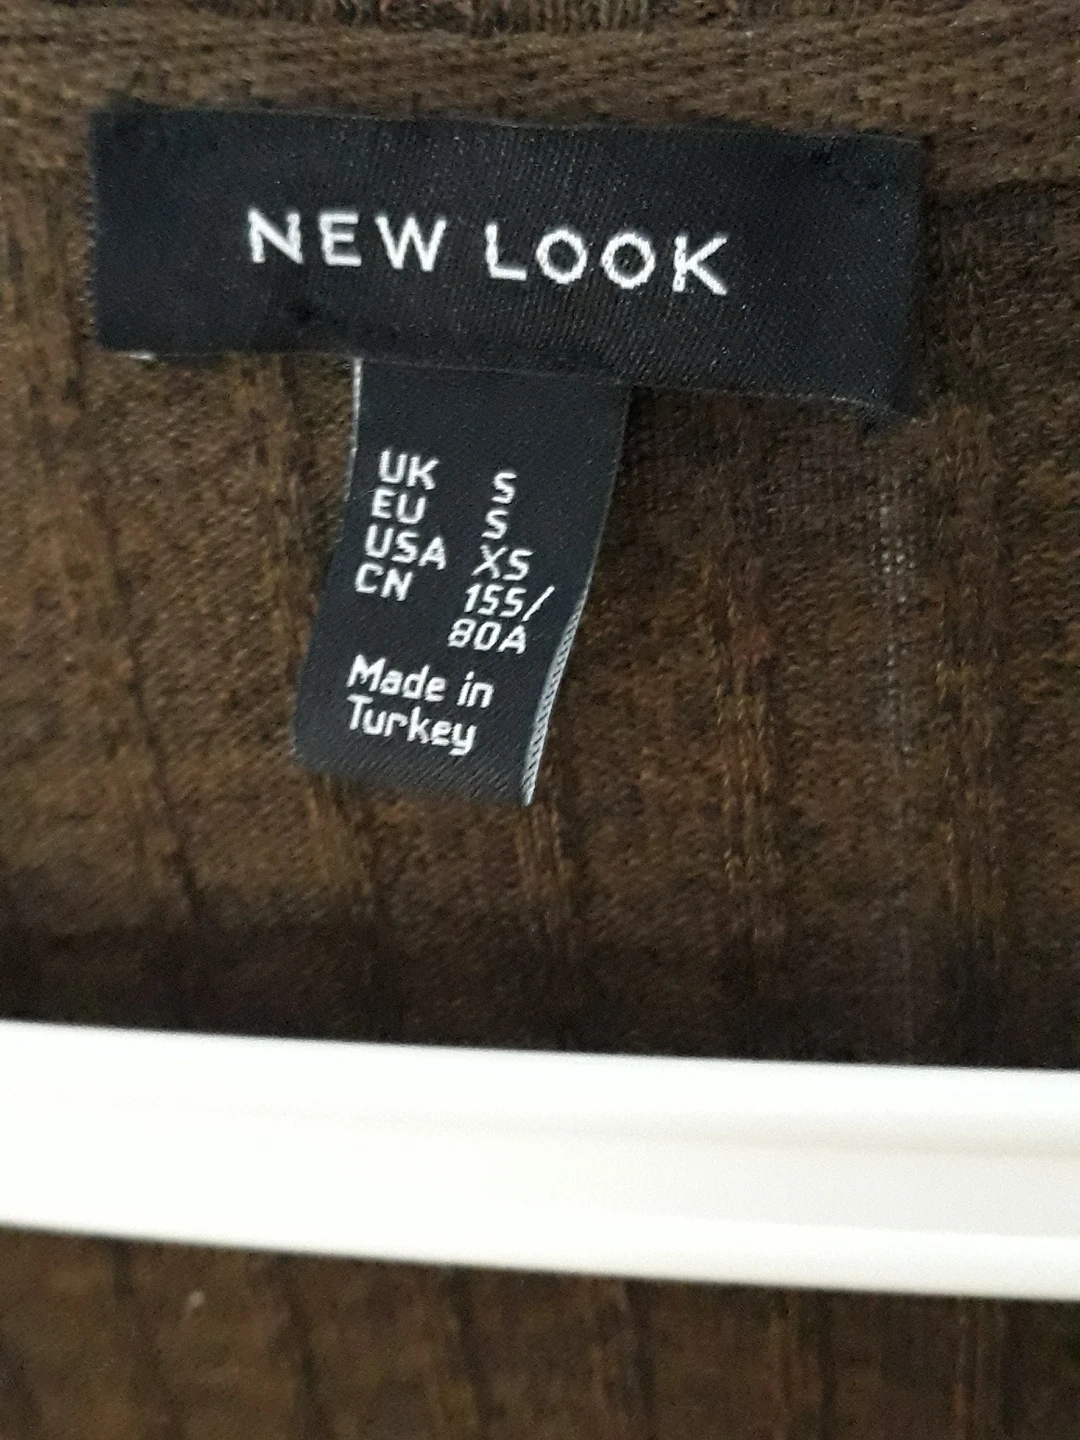 NEW LOOK
UK S
EU S
USA XS
CN 155/
80A
Made in
Turkey